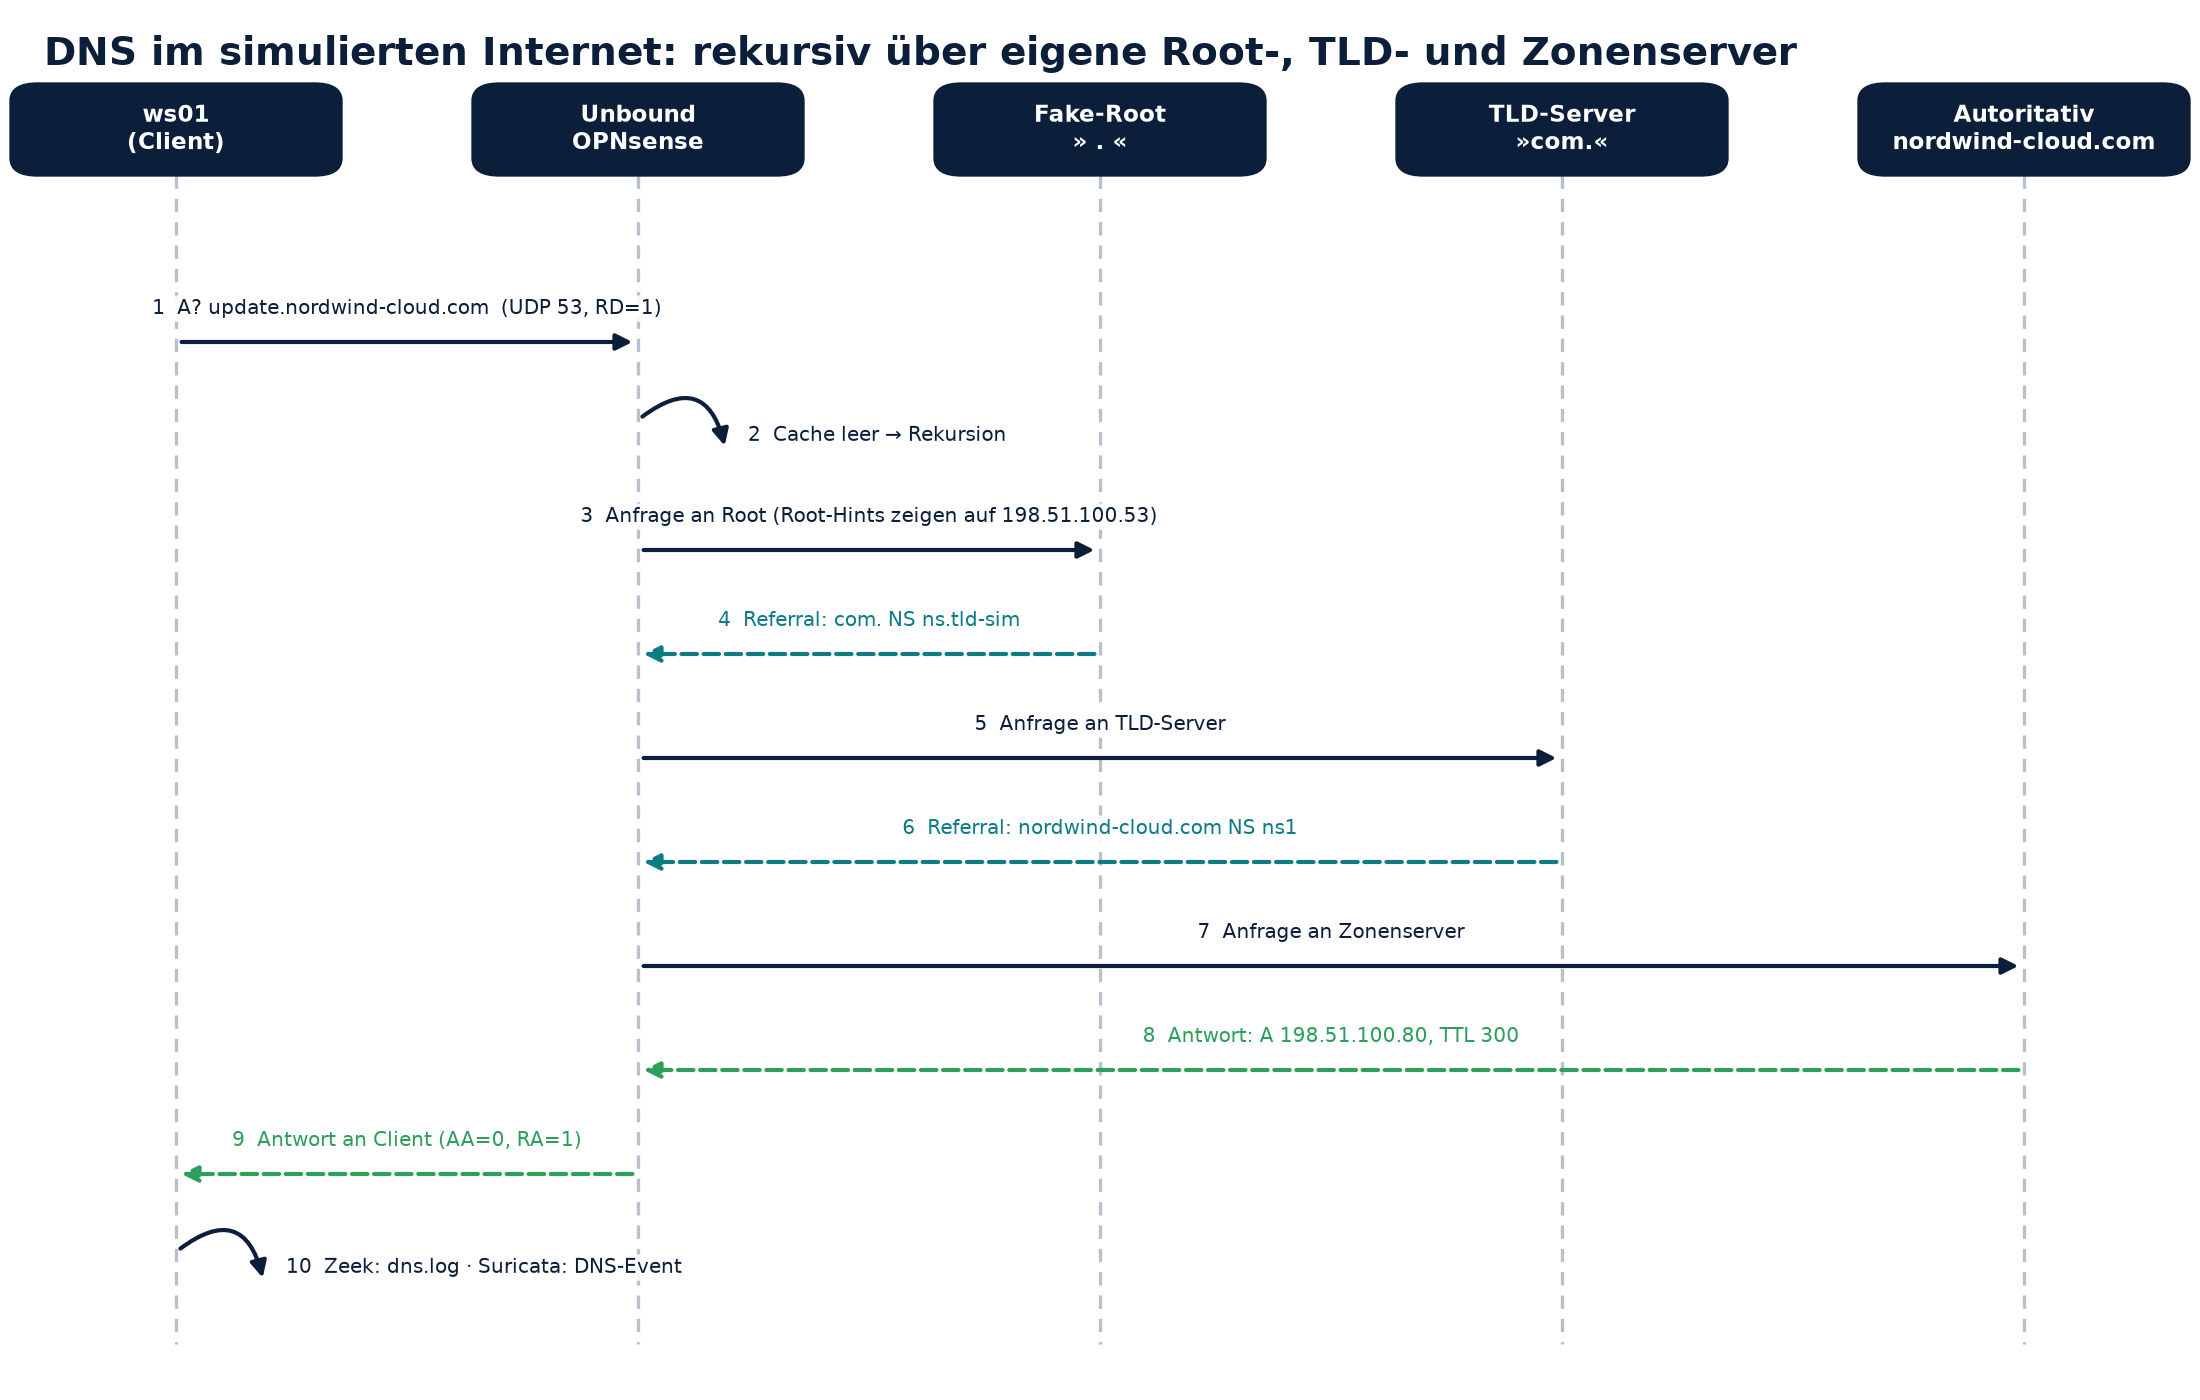 DNS im simulierten Internet: rekursiv über eigene Root-, TLD- und Zonenserver
ws01
(Client)
Unbound
OPNsense
Fake-Root
» . «
TLD-Server
»com.«
Autoritativ
nordwind-cloud.com
1 A? update.nordwind-cloud.com (UDP 53, RD=1)
2 Cache leer → Rekursion
3 Anfrage an Root (Root-Hints zeigen auf 198.51.100.53)
4 Referral: com. NS ns.tld-sim
5 Anfrage an TLD-Server
6 Referral: nordwind-cloud.com NS ns1
7 Anfrage an Zonenserver
8 Antwort: A 198.51.100.80, TTL 300
9 Antwort an Client (AA=0, RA=1)
10 Zeek: dns.log · Suricata: DNS-Event